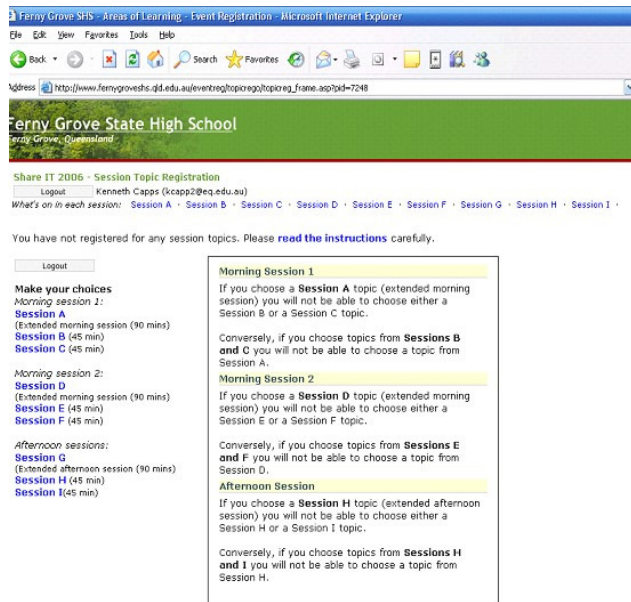 Ferny Grove SHS - Areas of Learning - Event Registration - Microsoft Internet Explorer
File Edit View Favorites Tools Help
Back Search Favorites
Address http://www.fernygroveshs.qld.edu.au/eventreg/topicrego/topicreg_frame.asp?pid=7248
Ferny Grove State High School
Ferny Grove, Queensland
Share IT 2006 - Session Topic Registration
Logout Kenneth Capps (kcapp2@eq.edu.au)
What's on in each session: Session A · Session B · Session C · Session D · Session E · Session F · Session G · Session H · Session I ·
You have not registered for any session topics. Please read the instructions carefully.
Logout
Make your choices
Morning session 1:
Session A
(Extended morning session (90 mins)
Session B (45 min)
Session C (45 min)
Morning session 2:
Session D
(Extended morning session (90 mins)
Session E (45 min)
Session F (45 min)
Afternoon sessions:
Session G
(Extended afternoon session (90 mins)
Session H (45 min)
Session I(45 min)
Morning Session 1
If you choose a Session A topic (extended morning
session) you will not be able to choose either a
Session B or a Session C topic.
Conversely, if you choose topics from Sessions B
and C you will not be able to choose a topic from
Session A.
Morning Session 2
If you choose a Session D topic (extended morning
session) you will not be able to choose either a
Session E or a Session F topic.
Conversely, if you choose topics from Sessions E
and F you will not be able to choose a topic from
Session D.
Afternoon Session
If you choose a Session H topic (extended afternoon
session) you will not be able to choose either a
Session H or a Session I topic.
Conversely, if you choose topics from Sessions H
and I you will not be able to choose a topic from
Session H.